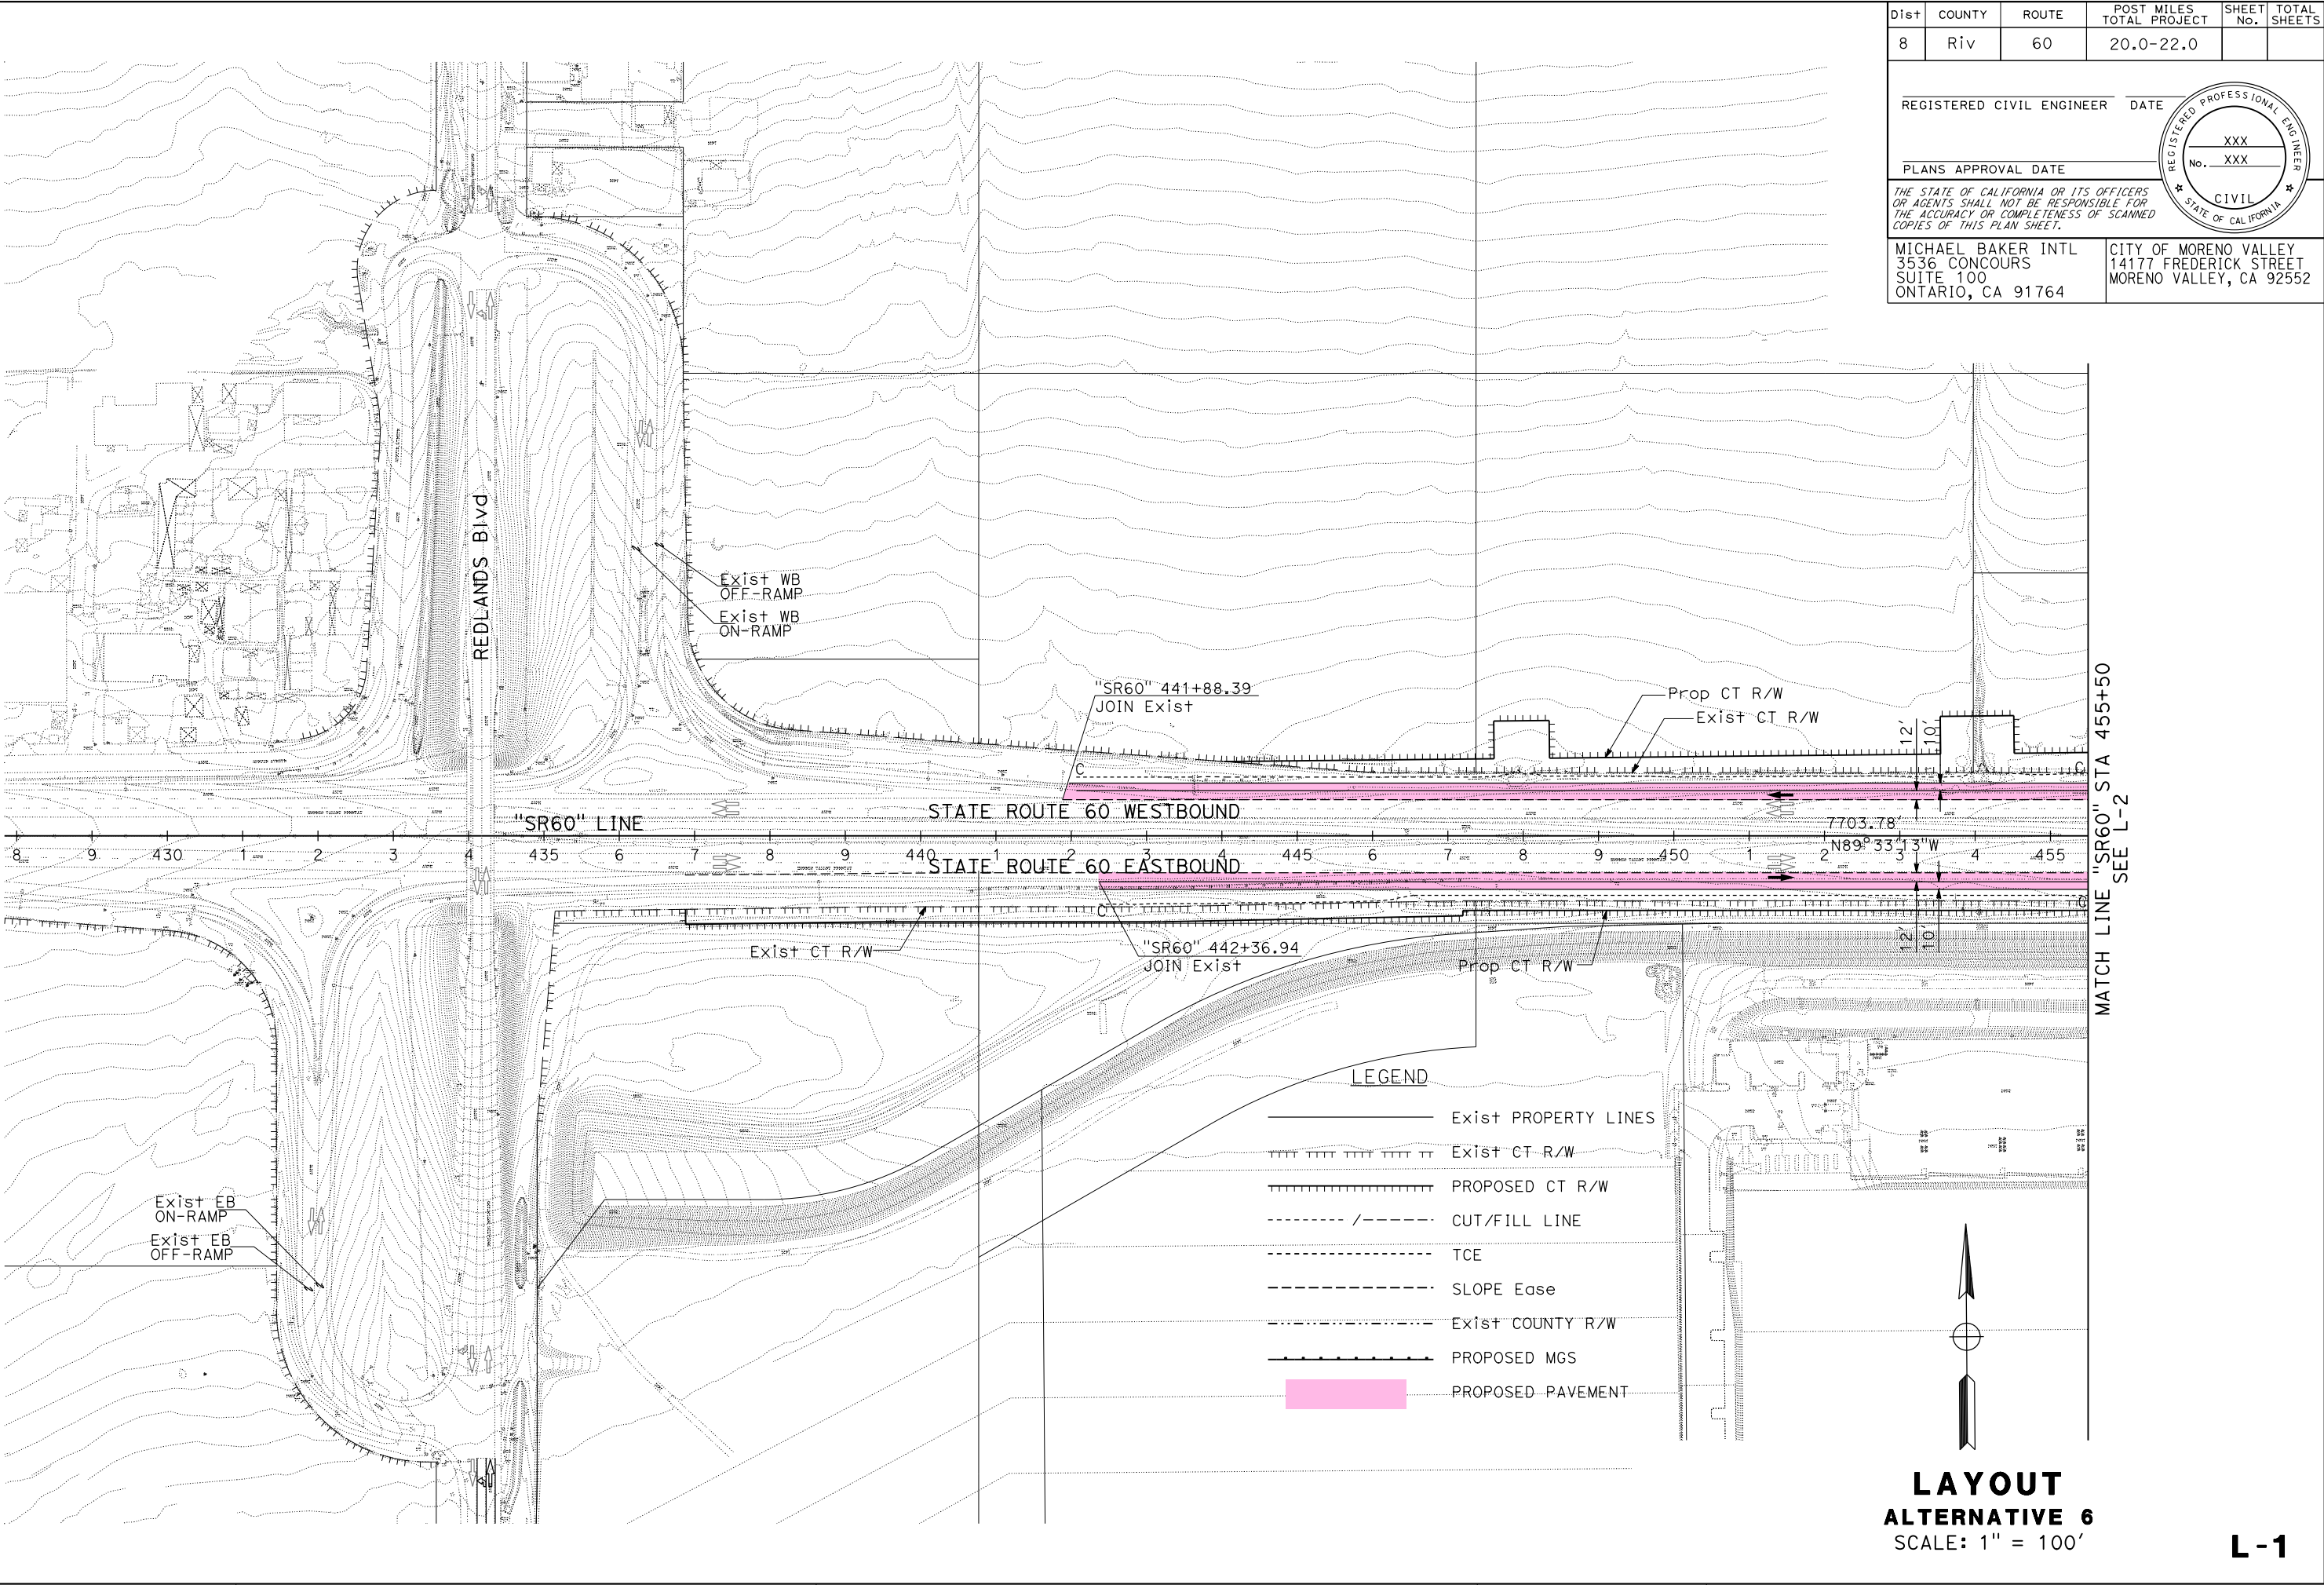 Dist COUNTY ROUTE POST MILES TOTAL PROJECT SHEET No. TOTAL SHEETS
8 Riv 60 20.0-22.0
REGISTERED CIVIL ENGINEER DATE
PLANS APPROVAL DATE
REGISTERED PROFESSIONAL ENGINEER
XXX
No. XXX
CIVIL
STATE OF CALIFORNIA
THE STATE OF CALIFORNIA OR ITS OFFICERS
OR AGENTS SHALL NOT BE RESPONSIBLE FOR
THE ACCURACY OR COMPLETENESS OF SCANNED
COPIES OF THIS PLAN SHEET.
MICHAEL BAKER INTL
3536 CONCOURS
SUITE 100
ONTARIO, CA 91764
CITY OF MORENO VALLEY
14177 FREDERICK STREET
MORENO VALLEY, CA 92552
REDLANDS Blvd
Exist WB
OFF-RAMP
Exist WB
ON-RAMP
"SR60" 441+88.39
JOIN Exist
Prop CT R/W
Exist CT R/W
12'
10'
C
C
STATE ROUTE 60 WESTBOUND
"SR60" LINE
7703.78'
N89°33'13"W
8 9 430 1 2 3 4 435 6 7 8 9 440 1 2 3 4 445 6 7 8 9 450 1 2 3 4 455
STATE ROUTE 60 EASTBOUND
C
C
Exist CT R/W
"SR60" 442+36.94
JOIN Exist
Prop CT R/W
12'
10'
MATCH LINE "SR60" STA 455+50
SEE L-2
Exist EB
ON-RAMP
Exist EB
OFF-RAMP
LEGEND
Exist PROPERTY LINES
Exist CT R/W
PROPOSED CT R/W
CUT/FILL LINE
TCE
SLOPE Ease
Exist COUNTY R/W
PROPOSED MGS
PROPOSED PAVEMENT
LAYOUT
ALTERNATIVE 6
SCALE: 1" = 100'
L-1